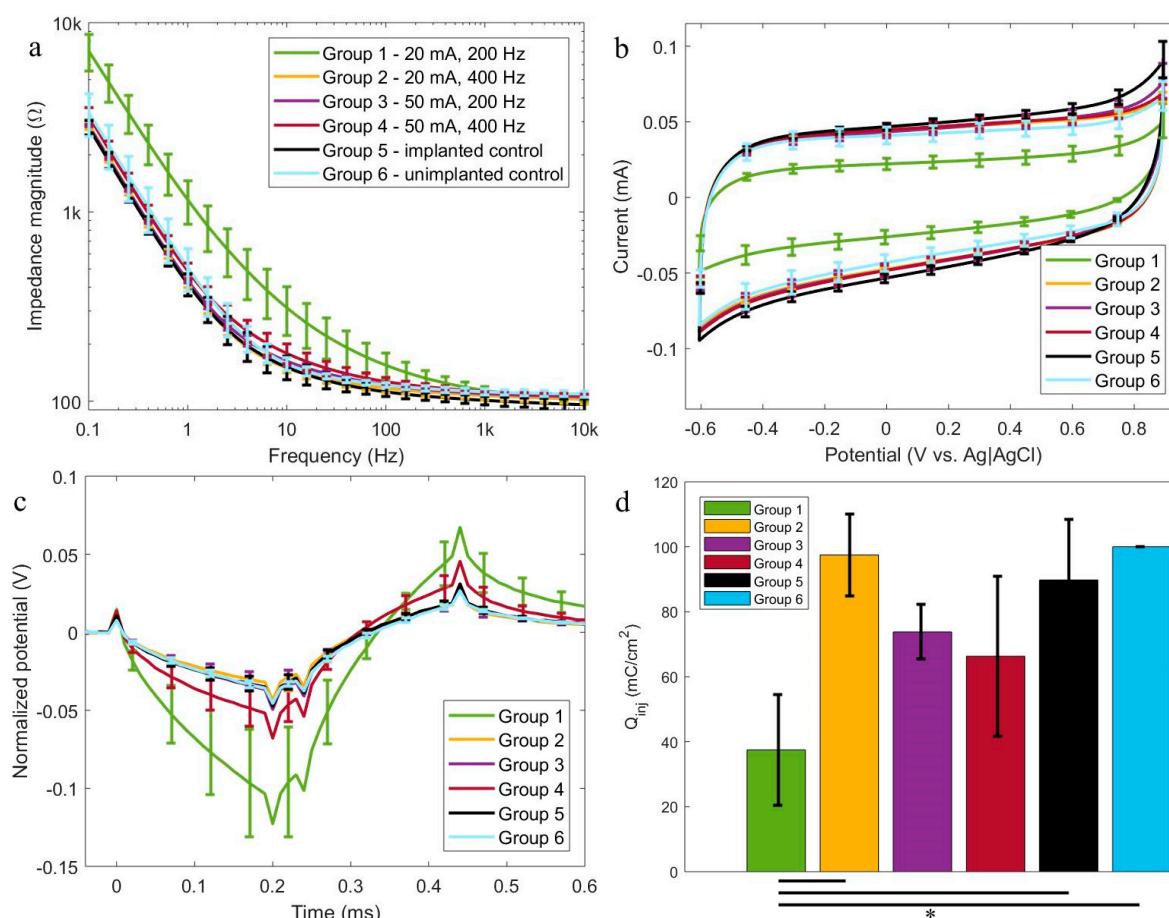 a
10k
1k
100
Impedance magnitude (Ω)
0.1
1
10
100
1k
10k
Frequency (Hz)
Group 1 - 20 mA, 200 Hz
Group 2 - 20 mA, 400 Hz
Group 3 - 50 mA, 200 Hz
Group 4 - 50 mA, 400 Hz
Group 5 - implanted control
Group 6 - unimplanted control
b
0.1
0.05
0
-0.05
-0.1
Current (mA)
-0.6
-0.4
-0.2
0
0.2
0.4
0.6
0.8
Potential (V vs. Ag|AgCl)
Group 1
Group 2
Group 3
Group 4
Group 5
Group 6
c
0.1
0.05
0
-0.05
-0.1
-0.15
Normalized potential (V)
0
0.1
0.2
0.3
0.4
0.5
0.6
Time (ms)
Group 1
Group 2
Group 3
Group 4
Group 5
Group 6
d
120
100
80
60
40
20
0
Qinj (mC/cm²)
Group 1
Group 2
Group 3
Group 4
Group 5
Group 6
*